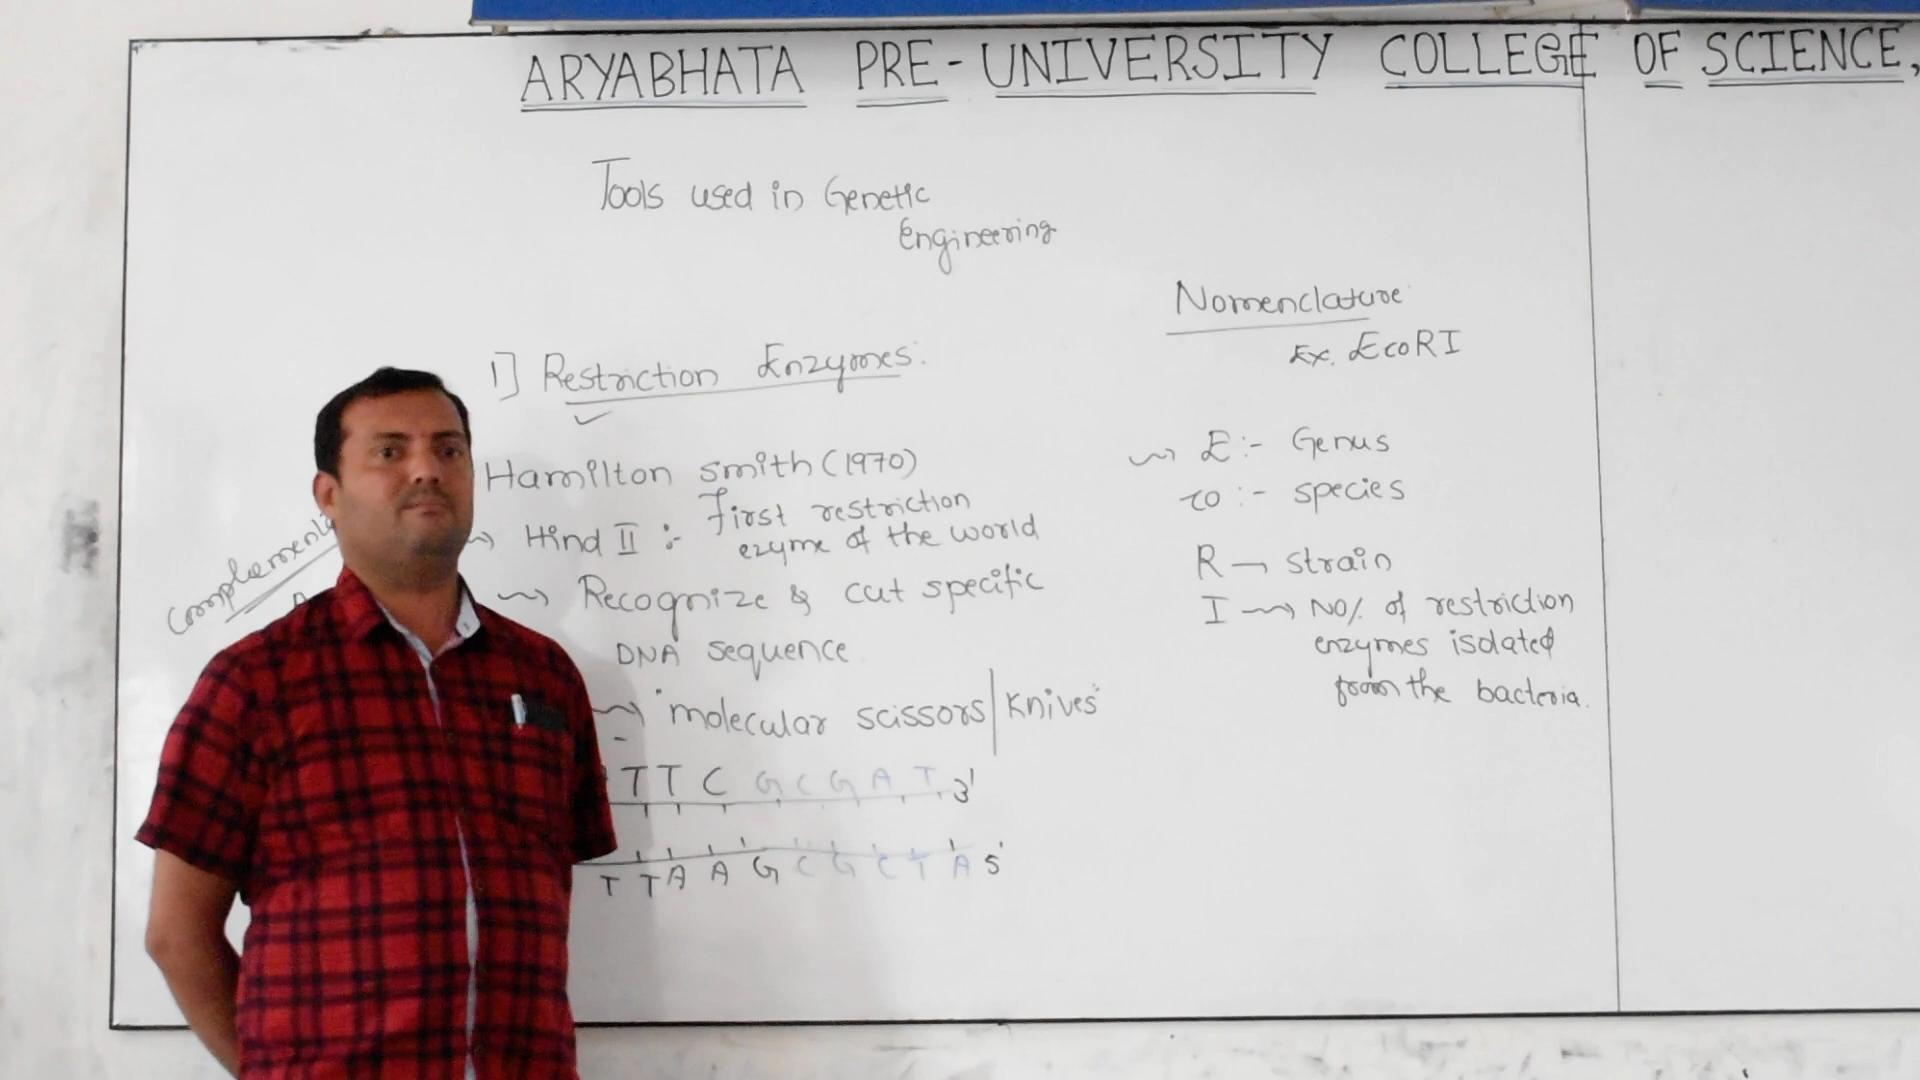 ARYABHATA PRE-UNIVERSITY COLLEGE OF SCIENCE,
Tools used in Genetic
Engineering
1] Restriction Enzymes:
Hamilton smith (1970)
Hind II :- First restriction
ezyme of the world
Recognize & cut specific
DNA sequence
molecular scissors/knives
T T C G C G A T 3'
T T A A G C G C T A 5'
Nomenclature
Ex. EcoRI
E :- Genus
co :- species
R → strain
I → No/. of restriction
enzymes isolated
from the bacteria.